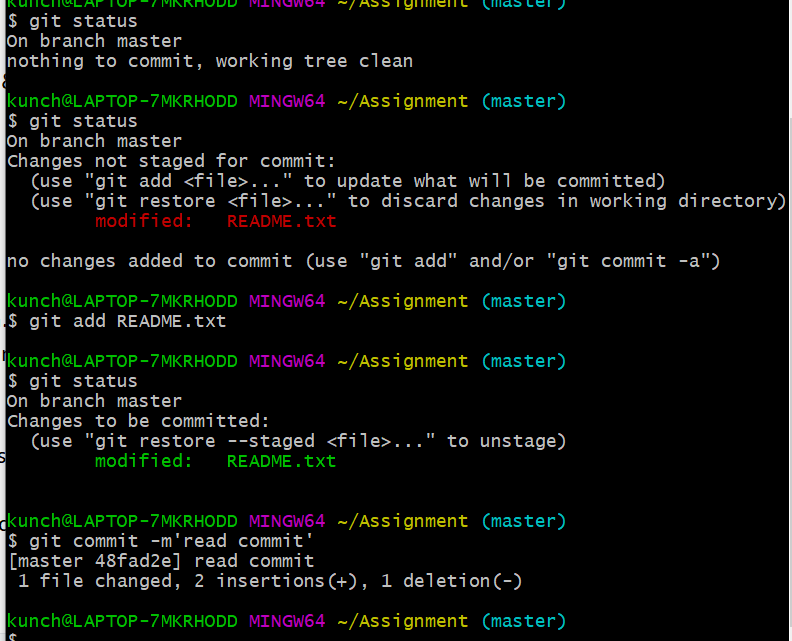 kunch@LAPTOP-7MKRHODD MINGW64 ~/Assignment (master)
$ git status
On branch master
nothing to commit, working tree clean
kunch@LAPTOP-7MKRHODD MINGW64 ~/Assignment (master)
$ git status
On branch master
Changes not staged for commit:
  (use "git add <file>..." to update what will be committed)
  (use "git restore <file>..." to discard changes in working directory)
        modified:   README.txt
no changes added to commit (use "git add" and/or "git commit -a")
kunch@LAPTOP-7MKRHODD MINGW64 ~/Assignment (master)
$ git add README.txt
kunch@LAPTOP-7MKRHODD MINGW64 ~/Assignment (master)
$ git status
On branch master
Changes to be committed:
  (use "git restore --staged <file>..." to unstage)
        modified:   README.txt
kunch@LAPTOP-7MKRHODD MINGW64 ~/Assignment (master)
$ git commit -m'read commit'
[master 48fad2e] read commit
 1 file changed, 2 insertions(+), 1 deletion(-)
kunch@LAPTOP-7MKRHODD MINGW64 ~/Assignment (master)
$